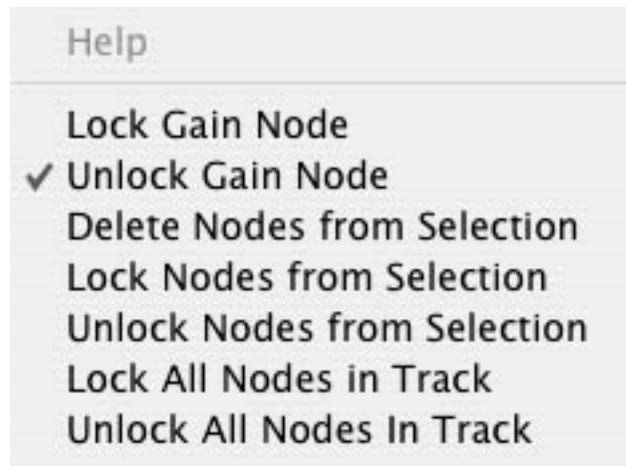 Help
Lock Gain Node
✓ Unlock Gain Node
Delete Nodes from Selection
Lock Nodes from Selection
Unlock Nodes from Selection
Lock All Nodes in Track
Unlock All Nodes In Track